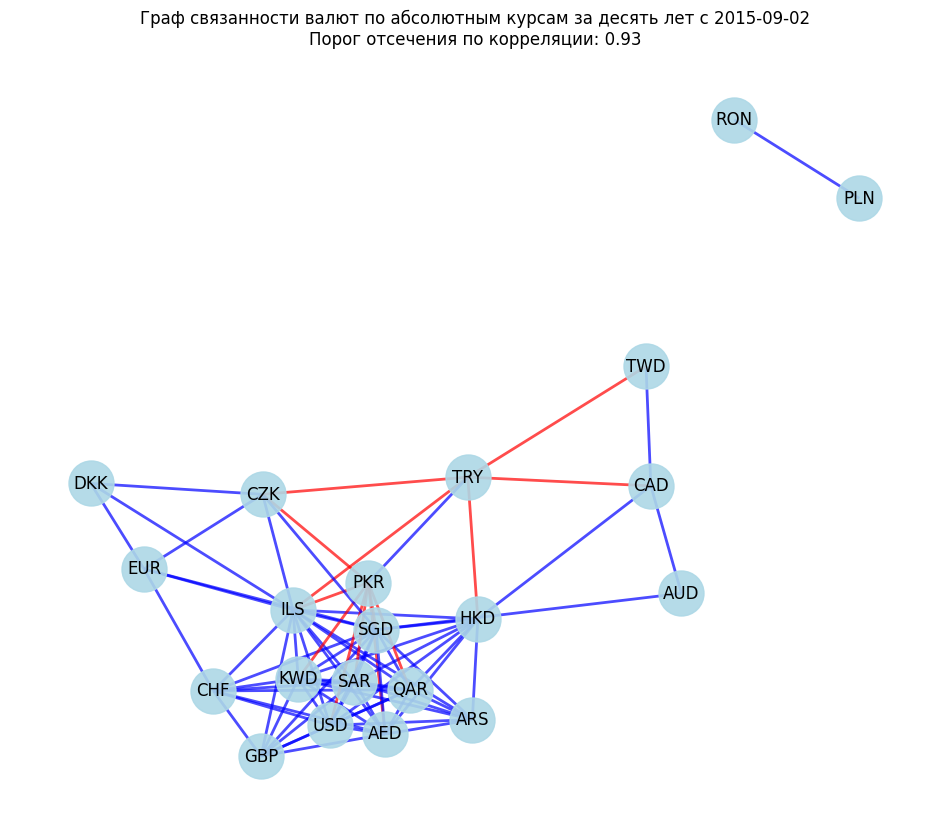 Граф связанности валют по абсолютным курсам за десять лет с 2015-09-02
Порог отсечения по корреляции: 0.93
RON
PLN
TWD
TRY
CAD
DKK
CZK
EUR
PKR
AUD
ILS
HKD
SGD
KWD
SAR
QAR
CHF
ARS
USD
AED
GBP